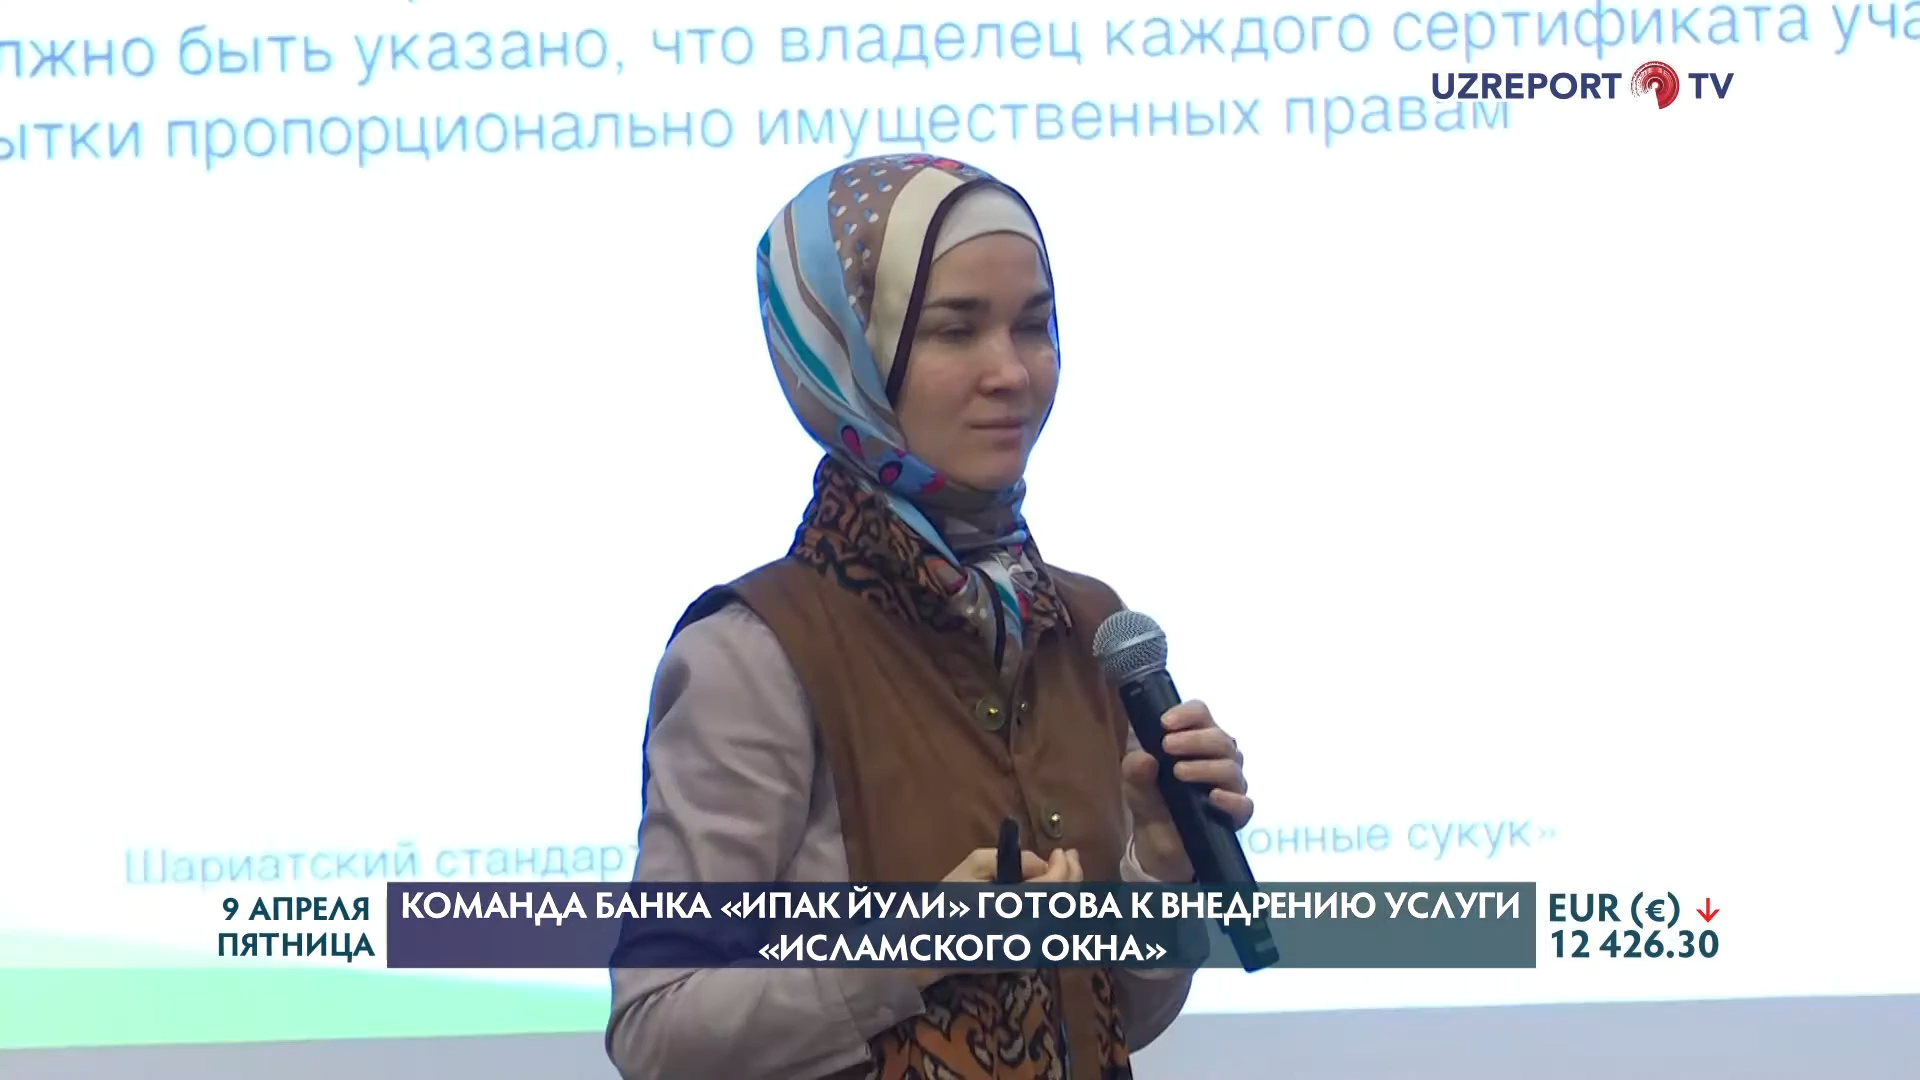 лжно быть указано, что владелец каждого сертификата уча
ытки пропорционально имущественных правам
UZREPORT TV
Шариатский стандарт
онные сукук»
9 АПРЕЛЯ
ПЯТНИЦА
КОМАНДА БАНКА «ИПАК ЙУЛИ» ГОТОВА К ВНЕДРЕНИЮ УСЛУГИ
«ИСЛАМСКОГО ОКНА»
EUR (€) ↓
12 426.30